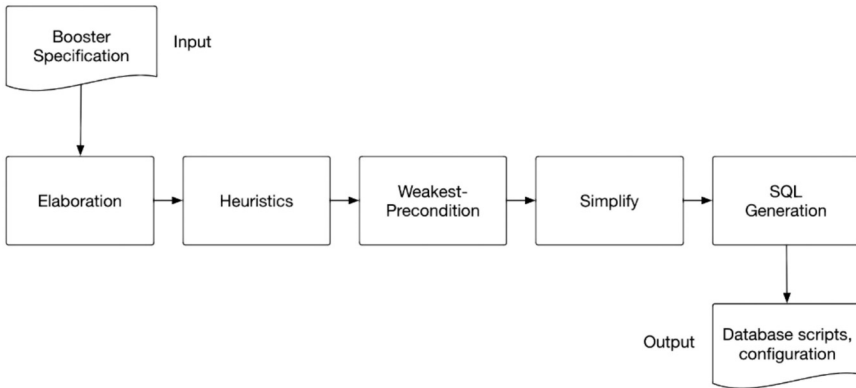 Booster
Specification
Input
Elaboration
Heuristics
Weakest-
Precondition
Simplify
SQL
Generation
Output
Database scripts,
configuration